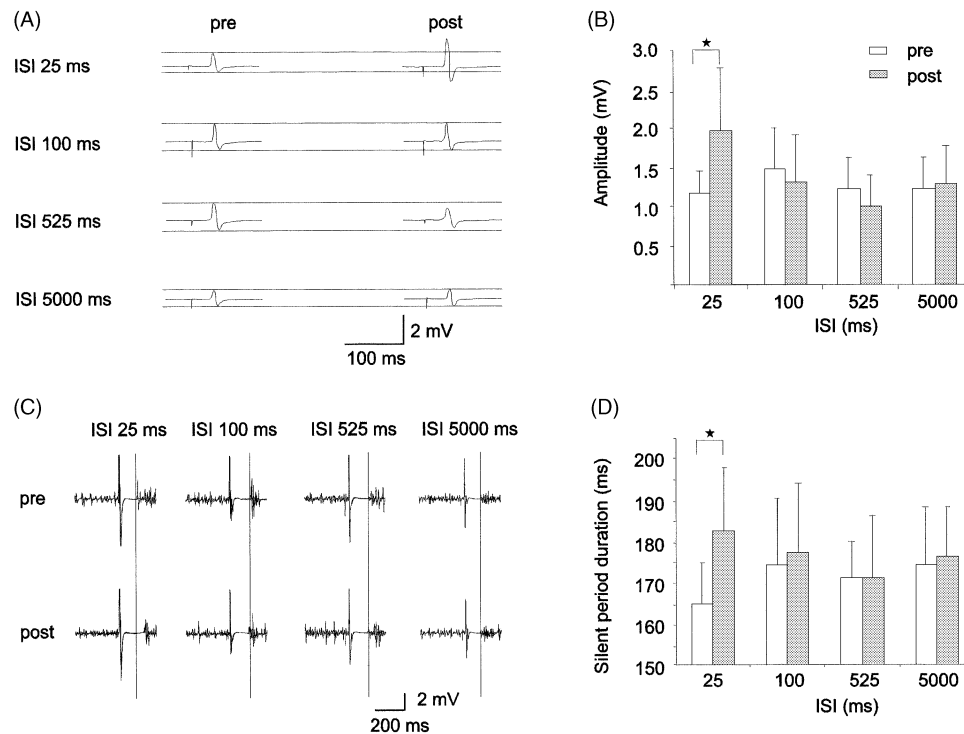 (A)
pre post
ISI 25 ms
ISI 100 ms
ISI 525 ms
ISI 5000 ms
2 mV
100 ms
(B)
3.0
2.5
2.0
1.5
1.0
0.5
Amplitude (mV)
★
pre
post
25 100 525 5000
ISI (ms)
(C)
ISI 25 ms ISI 100 ms ISI 525 ms ISI 5000 ms
pre
post
2 mV
200 ms
(D)
200
190
180
170
160
150
Silent period duration (ms)
★
25 100 525 5000
ISI (ms)